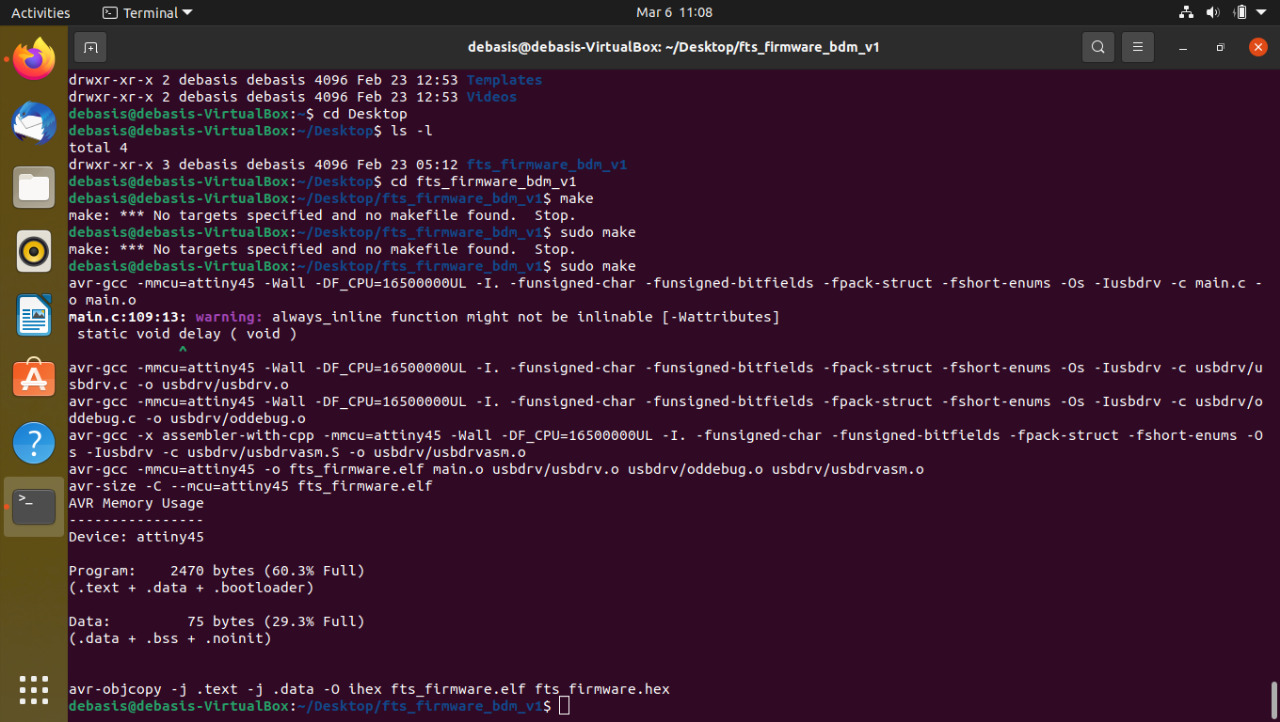 Activities
Terminal
Mar 6 11:08
debasis@debasis-VirtualBox: ~/Desktop/fts_firmware_bdm_v1
drwxr-xr-x 2 debasis debasis 4096 Feb 23 12:53 Templates
drwxr-xr-x 2 debasis debasis 4096 Feb 23 12:53 Videos
debasis@debasis-VirtualBox:~$ cd Desktop
debasis@debasis-VirtualBox:~/Desktop$ ls -l
total 4
drwxr-xr-x 3 debasis debasis 4096 Feb 23 05:12 fts_firmware_bdm_v1
debasis@debasis-VirtualBox:~/Desktop$ cd fts_firmware_bdm_v1
debasis@debasis-VirtualBox:~/Desktop/fts_firmware_bdm_v1$ make
make: *** No targets specified and no makefile found.  Stop.
debasis@debasis-VirtualBox:~/Desktop/fts_firmware_bdm_v1$ sudo make
make: *** No targets specified and no makefile found.  Stop.
debasis@debasis-VirtualBox:~/Desktop/fts_firmware_bdm_v1$ sudo make
avr-gcc -mmcu=attiny45 -Wall -DF_CPU=16500000UL -I. -funsigned-char -funsigned-bitfields -fpack-struct -fshort-enums -Os -Iusbdrv -c main.c -
o main.o
main.c:109:13: warning: always_inline function might not be inlinable [-Wattributes]
 static void delay ( void )
             ^
avr-gcc -mmcu=attiny45 -Wall -DF_CPU=16500000UL -I. -funsigned-char -funsigned-bitfields -fpack-struct -fshort-enums -Os -Iusbdrv -c usbdrv/u
sbdrv.c -o usbdrv/usbdrv.o
avr-gcc -mmcu=attiny45 -Wall -DF_CPU=16500000UL -I. -funsigned-char -funsigned-bitfields -fpack-struct -fshort-enums -Os -Iusbdrv -c usbdrv/o
ddebug.c -o usbdrv/oddebug.o
avr-gcc -x assembler-with-cpp -mmcu=attiny45 -Wall -DF_CPU=16500000UL -I. -funsigned-char -funsigned-bitfields -fpack-struct -fshort-enums -O
s -Iusbdrv -c usbdrv/usbdrvasm.S -o usbdrv/usbdrvasm.o
avr-gcc -mmcu=attiny45 -o fts_firmware.elf main.o usbdrv/usbdrv.o usbdrv/oddebug.o usbdrv/usbdrvasm.o
avr-size -C --mcu=attiny45 fts_firmware.elf
AVR Memory Usage
----------------
Device: attiny45
Program:    2470 bytes (60.3% Full)
(.text + .data + .bootloader)
Data:         75 bytes (29.3% Full)
(.data + .bss + .noinit)
avr-objcopy -j .text -j .data -O ihex fts_firmware.elf fts_firmware.hex
debasis@debasis-VirtualBox:~/Desktop/fts_firmware_bdm_v1$